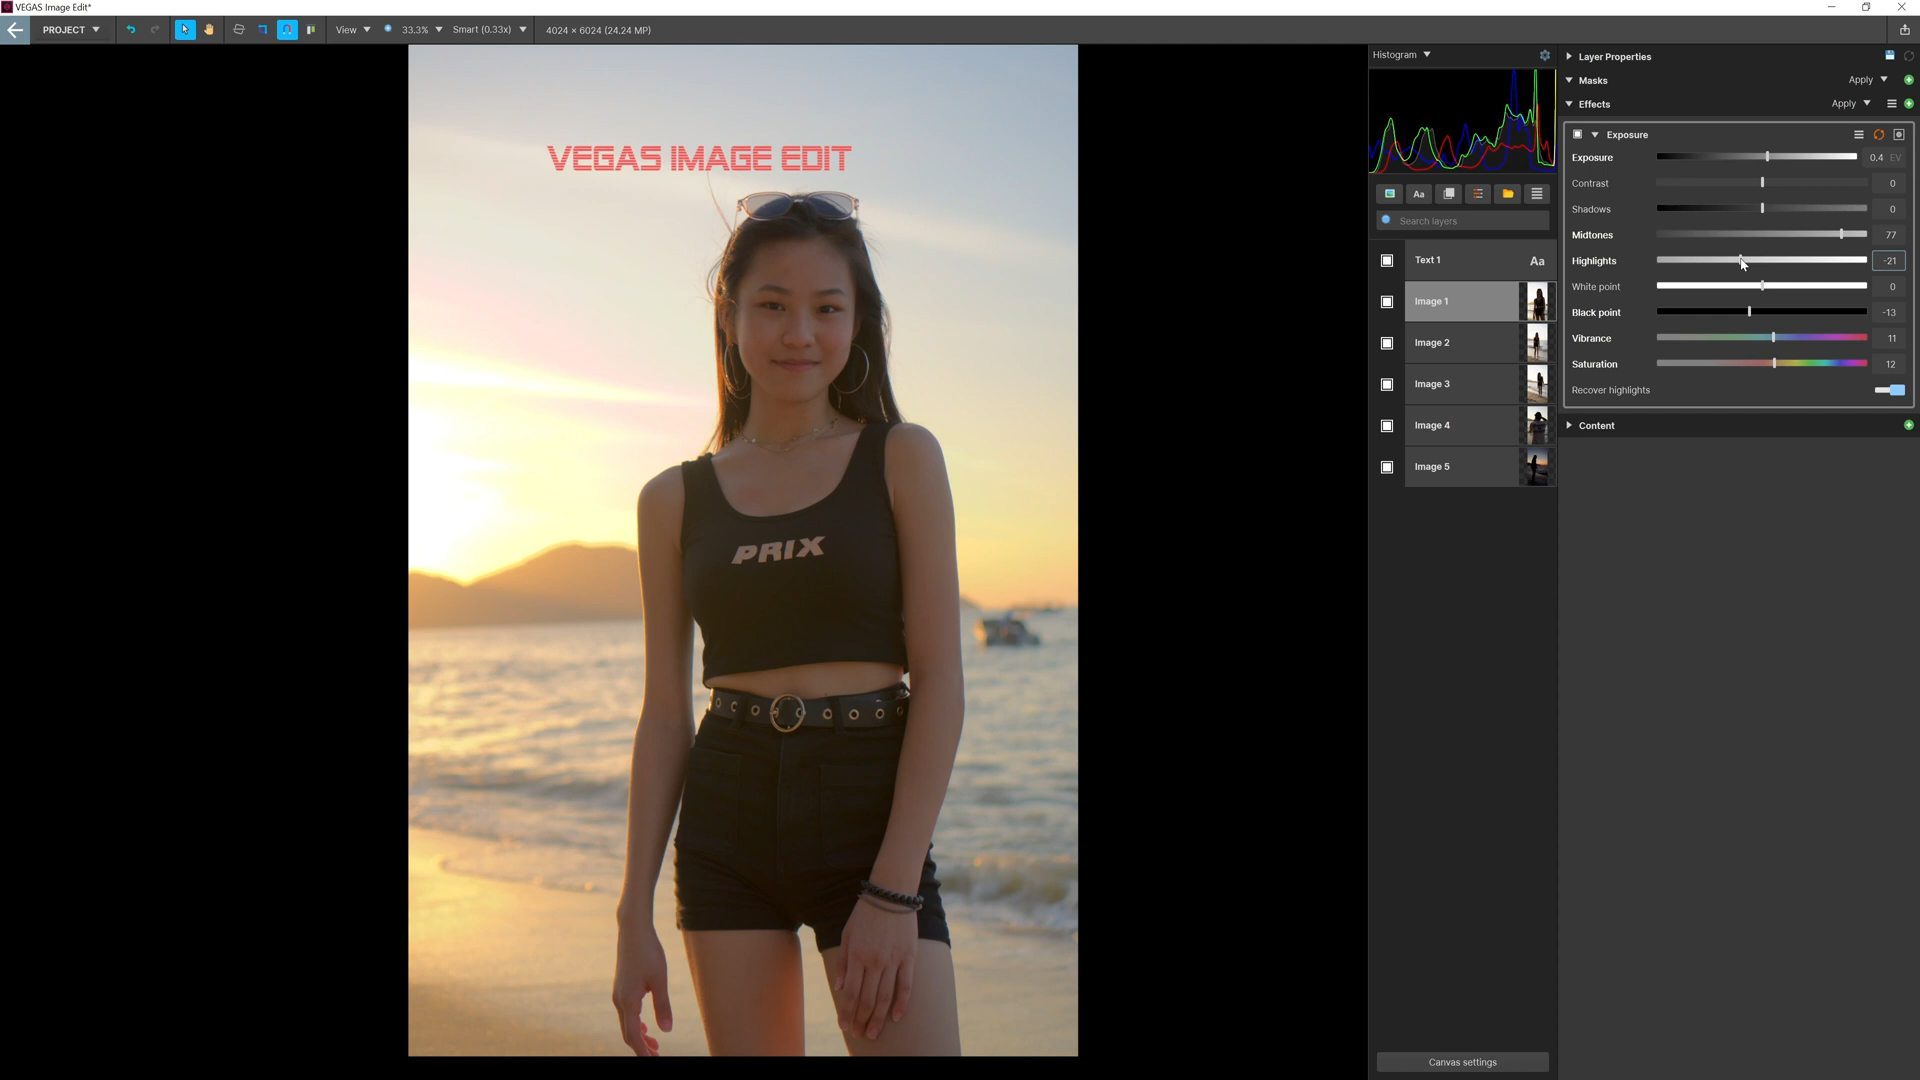 VEGAS Image Edit*
PROJECT
View
33.3%
Smart (0.33x)
4024 × 6024 (24.24 MP)
Histogram
Layer Properties
Masks
Apply
Effects
Apply
Exposure
Exposure 0.4 EV
Contrast 0
Shadows 0
Midtones 77
Highlights -21
White point 0
Black point -13
Vibrance 11
Saturation 12
Recover highlights
Content
Aa
Search layers
Text 1 Aa
Image 1
Image 2
Image 3
Image 4
Image 5
Canvas settings
VEGAS IMAGE EDIT
PRIX